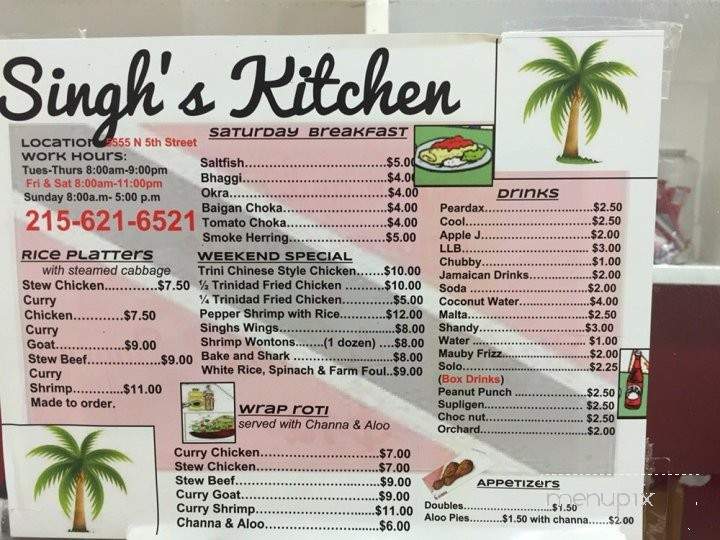 Singh's Kitchen
LOCATION 5555 N 5th Street
WORK HOURS:
Tues-Thurs 8:00am-9:00pm
Fri & Sat 8:00am-11:00pm
Sunday 8:00a.m- 5:00 p.m
215-621-6521
RICE PLATTERS
with steamed cabbage
Stew Chicken............$7.50
Curry
Chicken............$7.50
Curry
Goat..................$9.00
Stew Beef..................$9.00
Curry
Shrimp..............$11.00
Made to order.
SATURDAY BREAKFAST
Saltfish..................................$5.00
Bhaggi...................................$4.00
Okra.......................................$4.00
Baigan Choka........................$4.00
Tomato Choka.......................$4.00
Smoke Herring......................$5.00
WEEKEND SPECIAL
Trini Chinese Style Chicken.......$10.00
½ Trinidad Fried Chicken ..........$10.00
¼ Trinidad Fried Chicken............$5.00
Pepper Shrimp with Rice...........$12.00
Singhs Wings..............................$8.00
Shrimp Wontons......(1 dozen) ....$8.00
Bake and Shark .........................$8.00
White Rice, Spinach & Farm Foul..$9.00
WRAP ROTI
served with Channa & Aloo
Curry Chicken..........................$7.00
Stew Chicken...........................$7.00
Stew Beef................................$9.00
Curry Goat...............................$9.00
Curry Shrimp...........................$11.00
Channa & Aloo........................$6.00
DRINKS
Peardax........................$2.50
Cool..............................$2.50
Apple J.........................$2.00
LLB............................... $3.00
Chubby.........................$1.00
Jamaican Drinks...........$2.00
Soda .............................$2.00
Coconut Water..............$4.00
Malta.............................$2.50
Shandy.........................$3.00
Water ...........................$1.00
Mauby Frizz..................$2.00
Solo..............................$2.25
(Box Drinks)
Peanut Punch ..................$2.50
Supligen...........................$2.50
Choc nut..........................$2.50
Orchard............................$2.00
APPETIZERS
Doubles..............................$1.50
Aloo Pies.........$1.50 with channa......$2.00
menupix